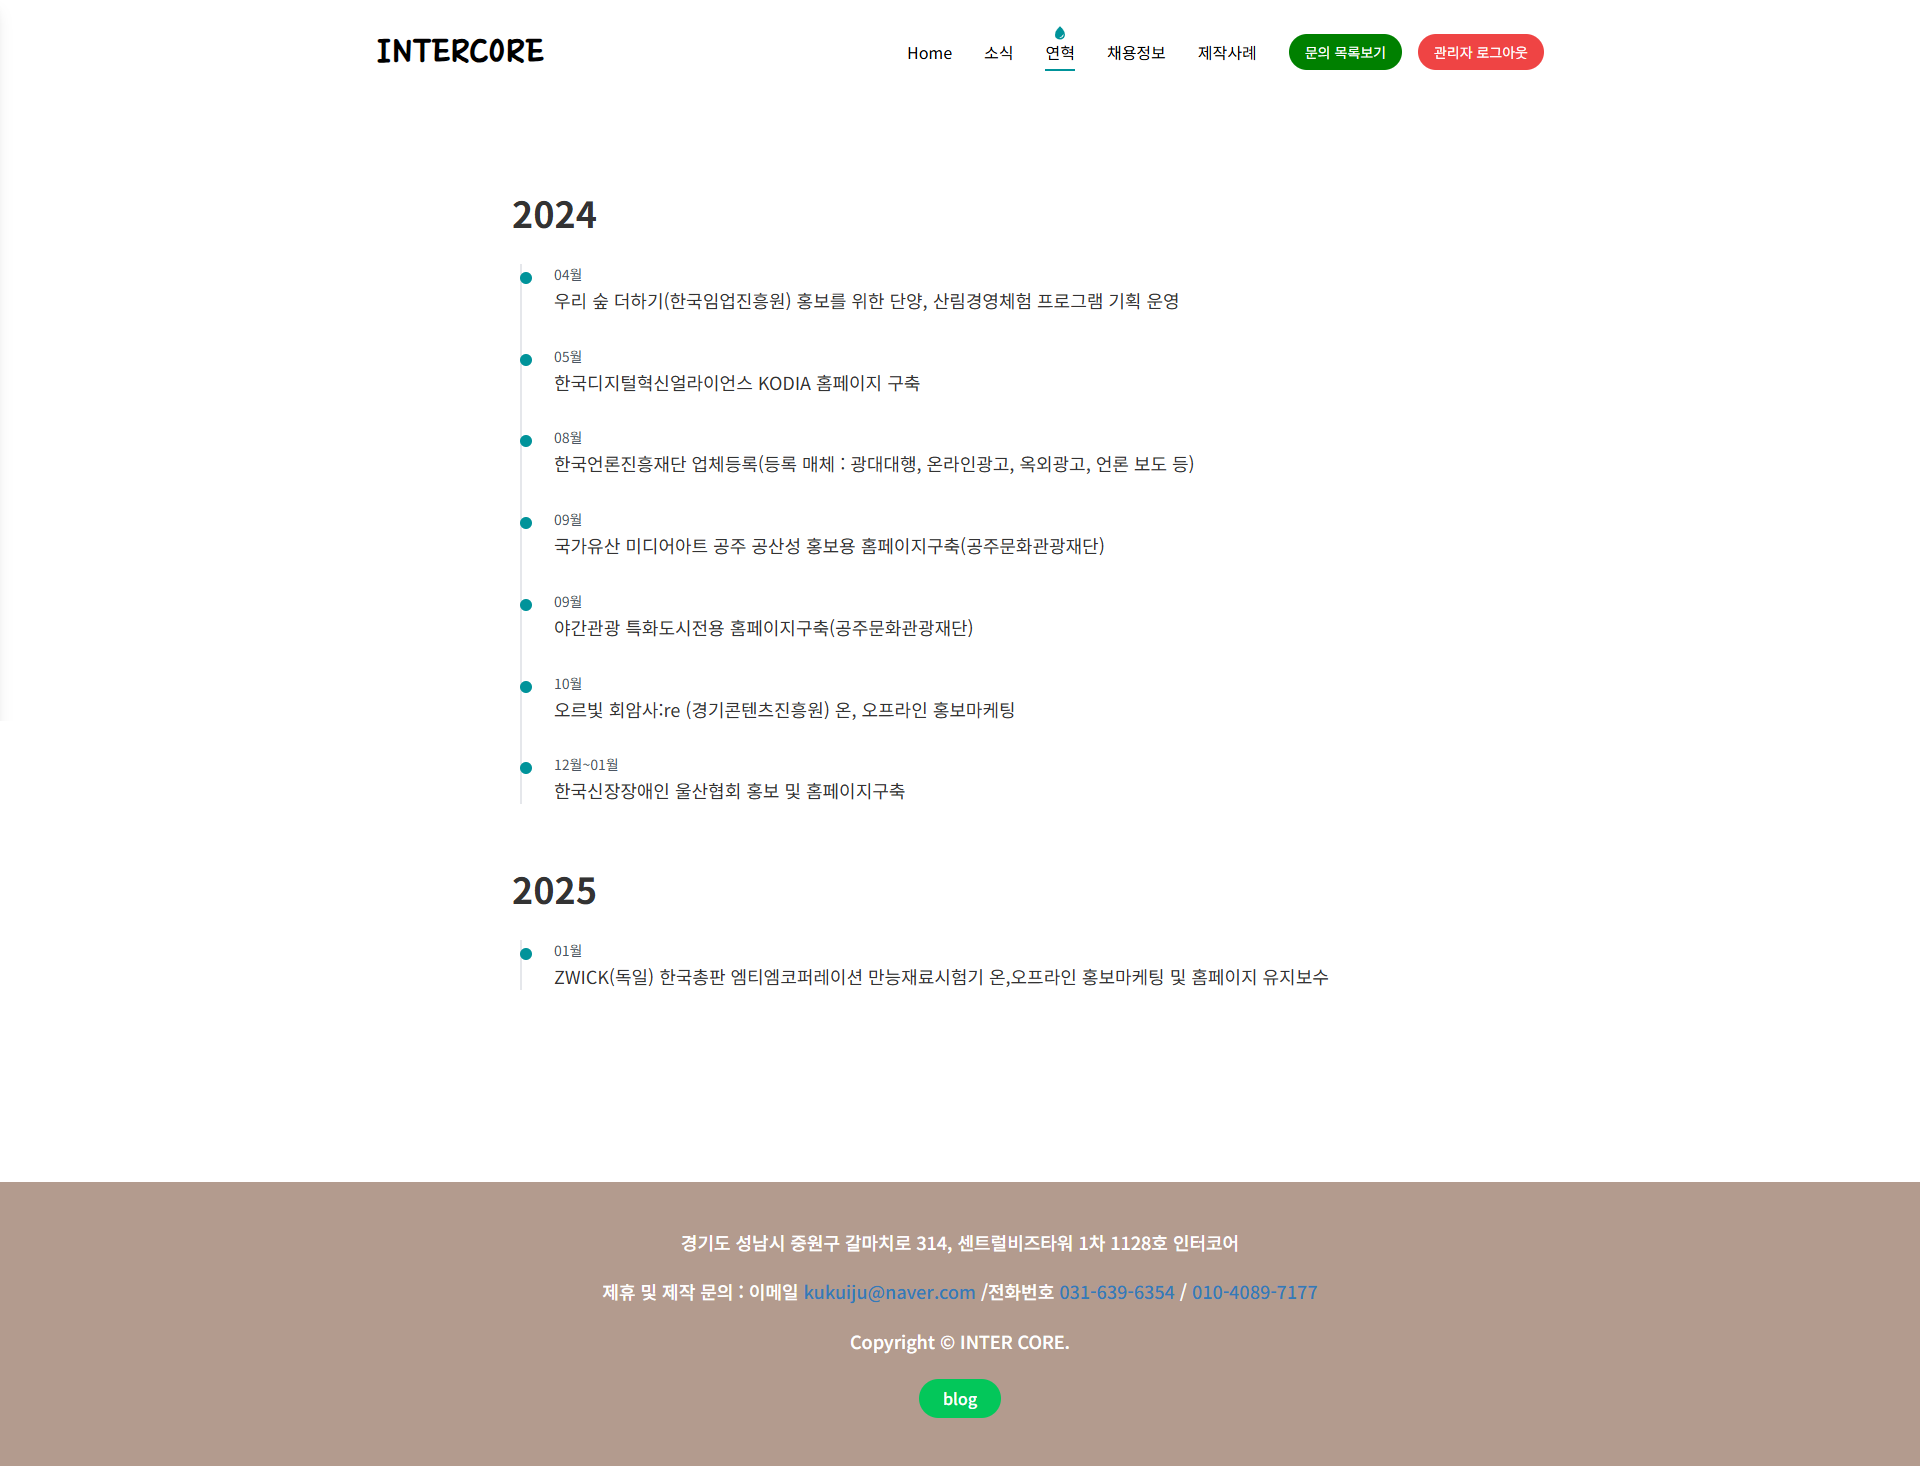 INTERCORE
Home 소식 연혁 채용정보 제작사례 문의 목록보기 관리자 로그아웃
2024
04월
우리 숲 더하기(한국임업진흥원) 홍보를 위한 단양, 산림경영체험 프로그램 기획 운영
05월
한국디지털혁신얼라이언스 KODIA 홈페이지 구축
08월
한국언론진흥재단 업체등록(등록 매체 : 광대대행, 온라인광고, 옥외광고, 언론 보도 등)
09월
국가유산 미디어아트 공주 공산성 홍보용 홈페이지구축(공주문화관광재단)
09월
야간관광 특화도시전용 홈페이지구축(공주문화관광재단)
10월
오르빛 회암사:re (경기콘텐츠진흥원) 온, 오프라인 홍보마케팅
12월~01월
한국신장장애인 울산협회 홍보 및 홈페이지구축
2025
01월
ZWICK(독일) 한국총판 엠티엠코퍼레이션 만능재료시험기 온,오프라인 홍보마케팅 및 홈페이지 유지보수
경기도 성남시 중원구 갈마치로 314, 센트럴비즈타워 1차 1128호 인터코어
제휴 및 제작 문의 : 이메일 kukuiju@naver.com /전화번호 031-639-6354 / 010-4089-7177
Copyright © INTER CORE.
blog